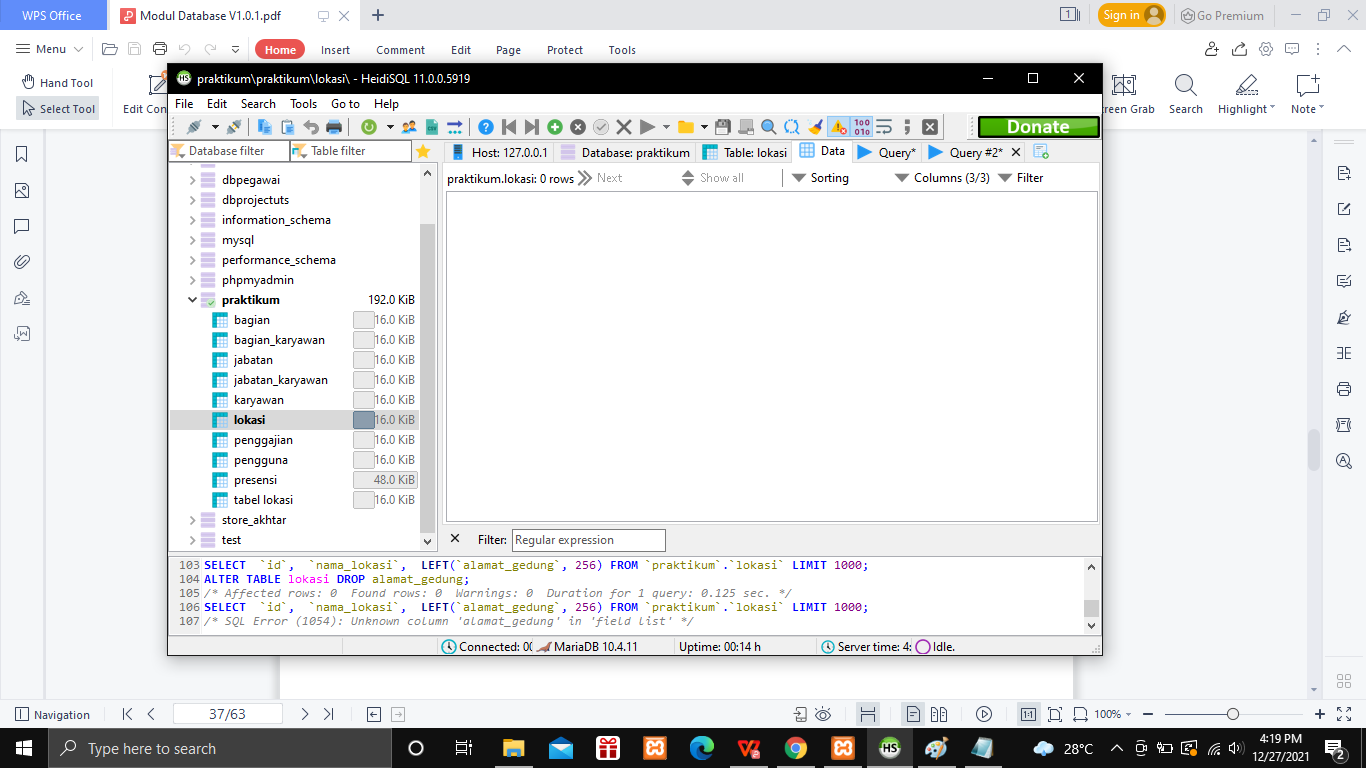 WPS Office
Modul Database V1.0.1.pdf
1
Sign in
Go Premium
Menu
Home
Insert
Comment
Edit
Page
Protect
Tools
Hand Tool
Select Tool
Edit Con
reen Grab
Search
Highlight
Note
praktikum\praktikum\lokasi\ - HeidiSQL 11.0.0.5919
File Edit Search Tools Go to Help
Donate
Database filter
Table filter
Host: 127.0.0.1
Database: praktikum
Table: lokasi
Data
Query*
Query #2*
praktikum.lokasi: 0 rows
Next
Show all
Sorting
Columns (3/3)
Filter
dbpegawai
dbprojectuts
information_schema
mysql
performance_schema
phpmyadmin
praktikum 192.0 KiB
bagian 16.0 KiB
bagian_karyawan 16.0 KiB
jabatan 16.0 KiB
jabatan_karyawan 16.0 KiB
karyawan 16.0 KiB
lokasi 16.0 KiB
penggajian 16.0 KiB
pengguna 16.0 KiB
presensi 48.0 KiB
tabel lokasi 16.0 KiB
store_akhtar
test
Filter: Regular expression
103 SELECT `id`, `nama_lokasi`, LEFT(`alamat_gedung`, 256) FROM `praktikum`.`lokasi` LIMIT 1000;
104 ALTER TABLE lokasi DROP alamat_gedung;
105 /* Affected rows: 0 Found rows: 0 Warnings: 0 Duration for 1 query: 0.125 sec. */
106 SELECT `id`, `nama_lokasi`, LEFT(`alamat_gedung`, 256) FROM `praktikum`.`lokasi` LIMIT 1000;
107 /* SQL Error (1054): Unknown column 'alamat_gedung' in 'field list' */
Connected: 00
MariaDB 10.4.11
Uptime: 00:14 h
Server time: 4:
Idle.
Navigation
37/63
1:1
100%
Type here to search
HS
28°C
4:19 PM
12/27/2021
2